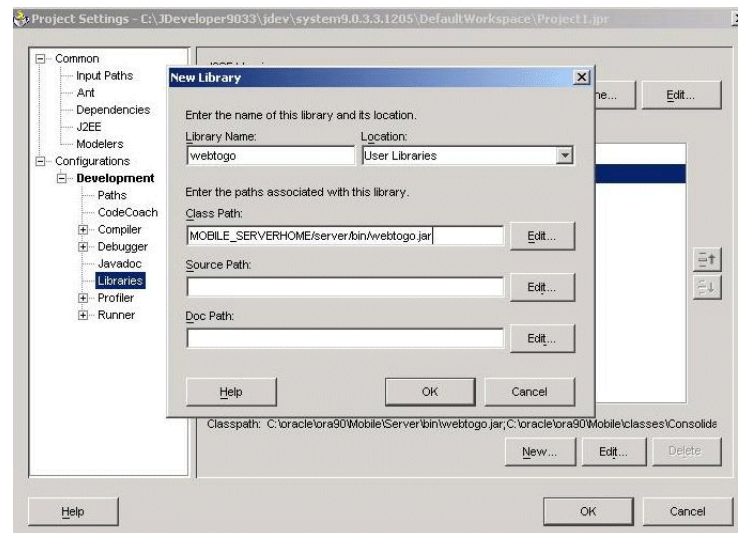 Project Settings - C:\JDeveloper9033\jdev\system9.0.3.3.1205\DefaultWorkspace\Project1.jpr
Common
Input Paths
Ant
Dependencies
J2EE
Modelers
Configurations
Development
Paths
CodeCoach
Compiler
Debugger
Javadoc
Libraries
Profiler
Runner
Edit...
New Library
Enter the name of this library and its location.
Library Name: Location:
webtogo User Libraries
Enter the paths associated with this library.
Class Path:
MOBILE_SERVERHOME/server/bin/webtogo.jar Edit...
Source Path:
Edit...
Doc Path:
Edit...
Help OK Cancel
Classpath: C:\oracle\ora90\Mobile\Server\bin\webtogo.jar;C:\oracle\ora90\Mobile\classes\Consolida
New... Edit... Delete
Help OK Cancel